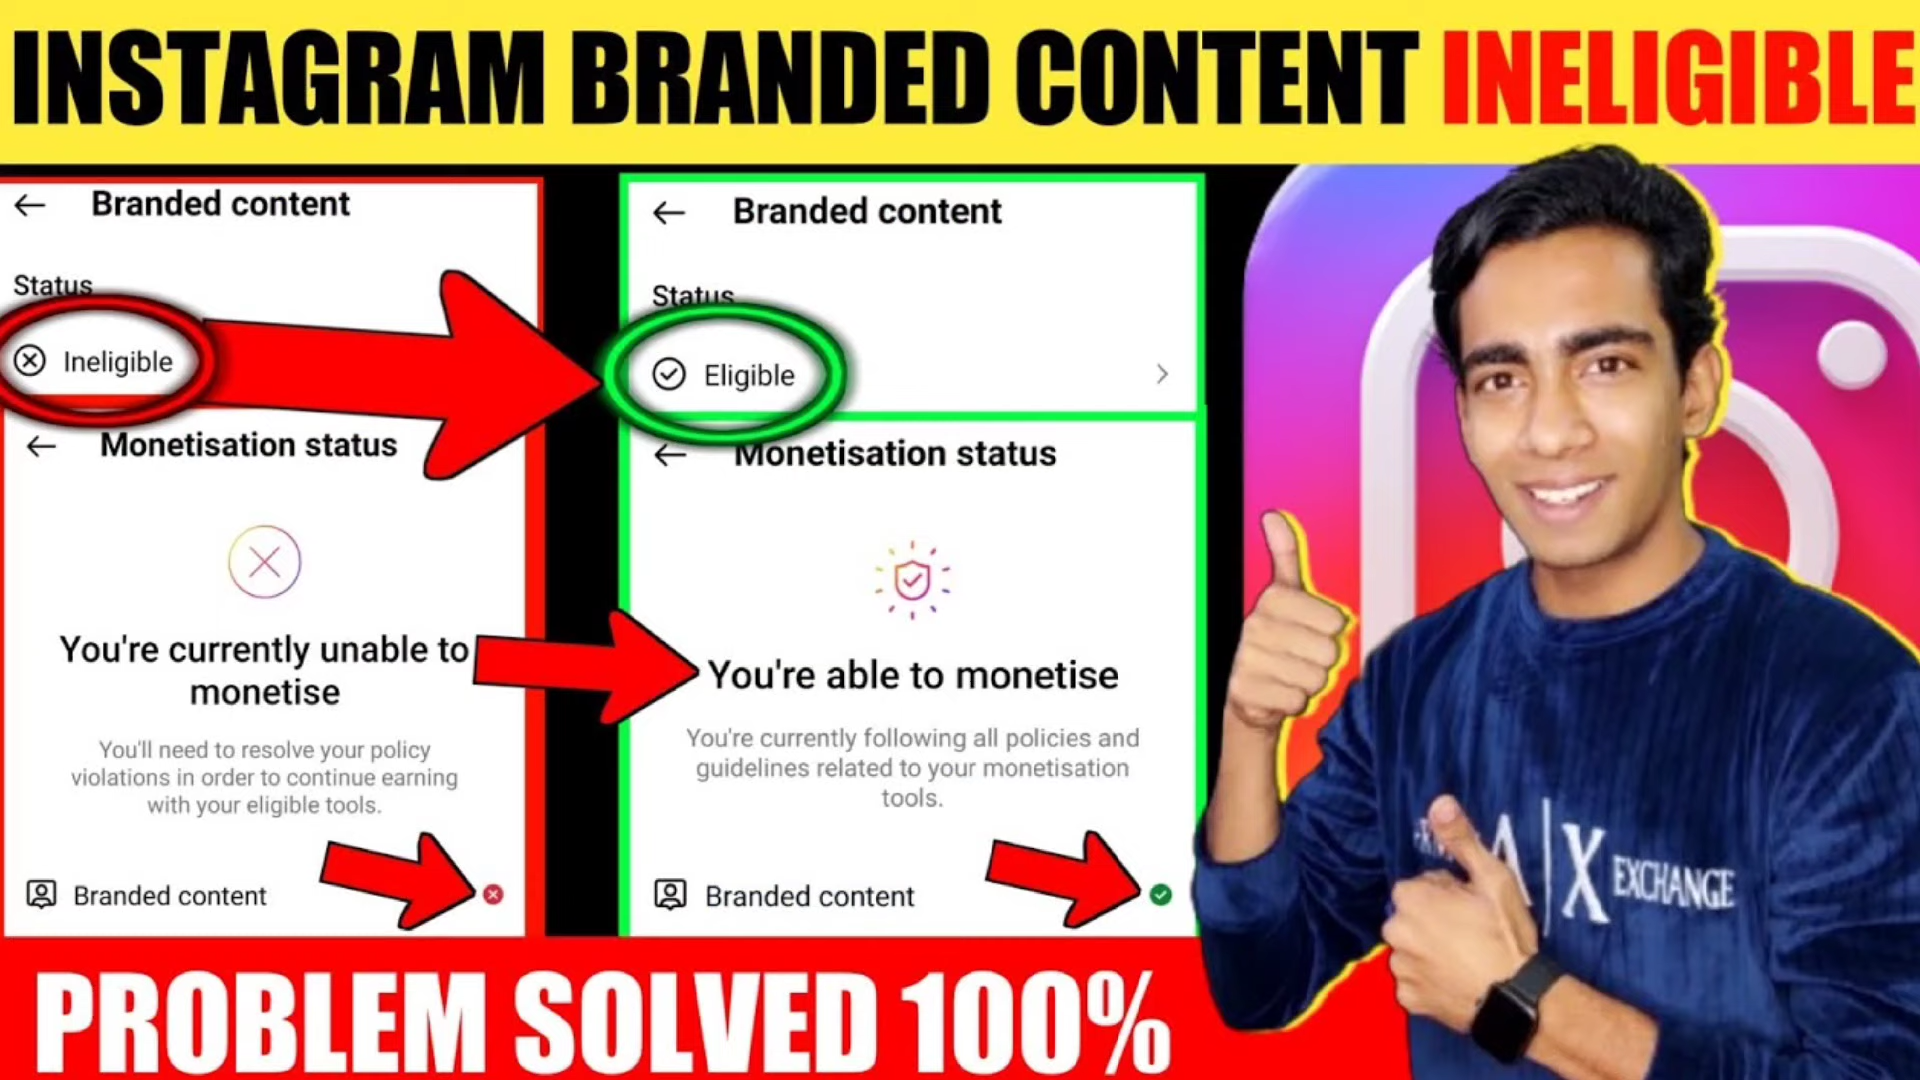 INSTAGRAM BRANDED CONTENT INELIGIBLE
Branded content
Status
Ineligible
Monetisation status
You're currently unable to
monetise
You'll need to resolve your policy
violations in order to continue earning
with your eligible tools.
Branded content
Branded content
Status
Eligible
Monetisation status
You're able to monetise
You're currently following all policies and
guidelines related to your monetisation
tools.
Branded content
A|X EXCHANGE
PROBLEM SOLVED 100%